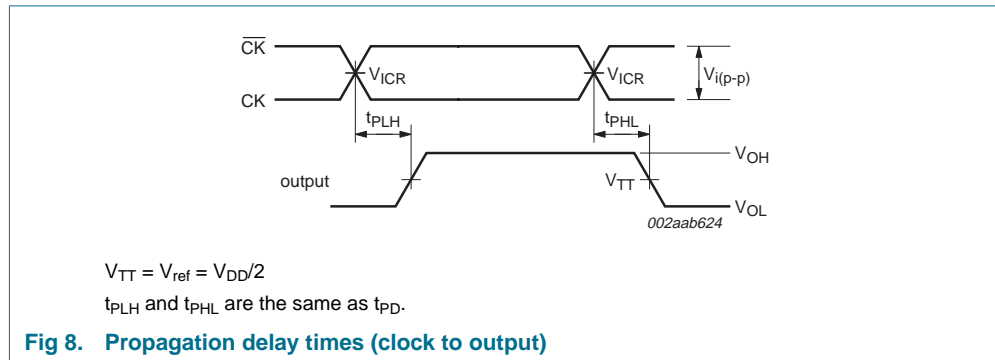 C̅K̅
V_ICR
V_ICR
V_i(p-p)
CK
t_PLH
t_PHL
output
V_TT
V_OH
V_OL
002aab624
V_TT = V_ref = V_DD/2
t_PLH and t_PHL are the same as t_PD.
Fig 8. Propagation delay times (clock to output)